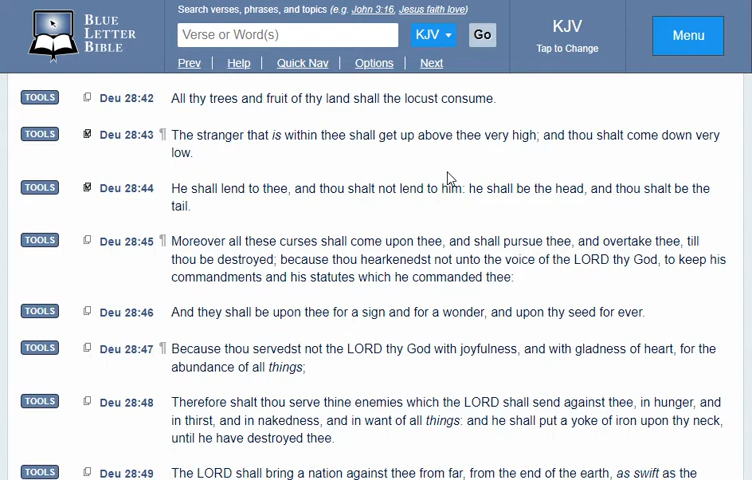 BLUE
LETTER
BIBLE
Search verses, phrases, and topics (e.g. John 3:16, Jesus faith love)
Verse or Word(s)
KJV
Go
Prev | Help | Quick Nav | Options | Next
KJV
Tap to Change
Menu
TOOLS Deu 28:42 All thy trees and fruit of thy land shall the locust consume.
TOOLS Deu 28:43 ¶ The stranger that is within thee shall get up above thee very high; and thou shalt come down very
low.
TOOLS Deu 28:44 He shall lend to thee, and thou shalt not lend to him: he shall be the head, and thou shalt be the
tail.
TOOLS Deu 28:45 ¶ Moreover all these curses shall come upon thee, and shall pursue thee, and overtake thee, till
thou be destroyed; because thou hearkenedst not unto the voice of the LORD thy God, to keep his
commandments and his statutes which he commanded thee:
TOOLS Deu 28:46 And they shall be upon thee for a sign and for a wonder, and upon thy seed for ever.
TOOLS Deu 28:47 ¶ Because thou servedst not the LORD thy God with joyfulness, and with gladness of heart, for the
abundance of all things;
TOOLS Deu 28:48 Therefore shalt thou serve thine enemies which the LORD shall send against thee, in hunger, and
in thirst, and in nakedness, and in want of all things: and he shall put a yoke of iron upon thy neck,
until he have destroyed thee.
TOOLS Deu 28:49 The LORD shall bring a nation against thee from far, from the end of the earth, as swift as the